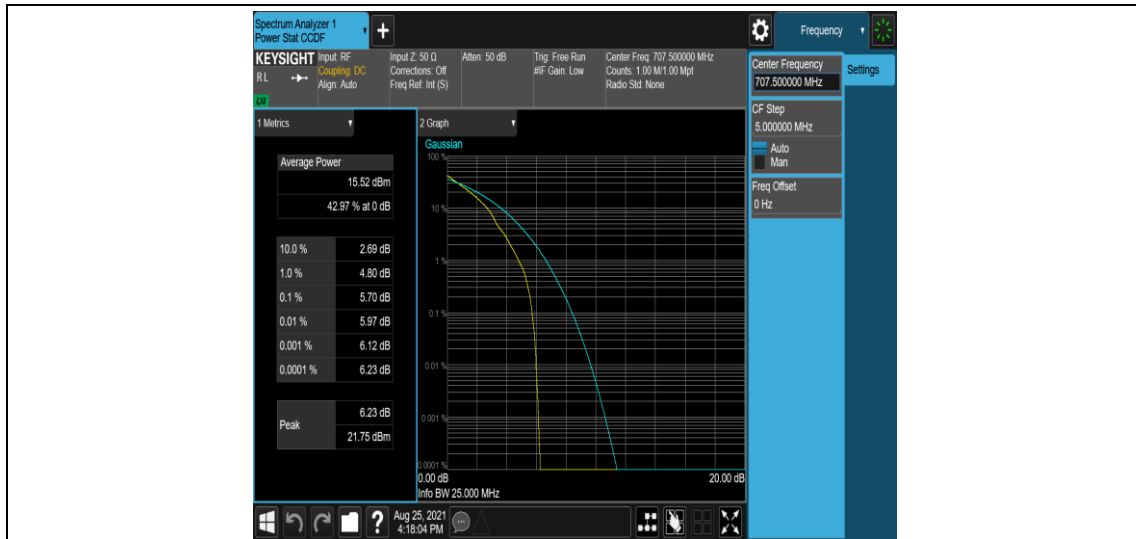 Spectrum Analyzer 1
Power Stat CCDF
+
Frequency
KEYSIGHT
RL
LXI
Input: RF
Coupling: DC
Align: Auto
Input Z: 50 Ω
Corrections: Off
Freq Ref: Int (S)
Atten: 50 dB
Trig: Free Run
#IF Gain: Low
Center Freq: 707.500000 MHz
Counts: 1.00 M/1.00 Mpt
Radio Std: None
Center Frequency
707.500000 MHz
Settings
CF Step
5.000000 MHz
Auto
Man
Freq Offset
0 Hz
1 Metrics
Average Power
15.52 dBm
42.97 % at 0 dB
10.0 % 2.69 dB
1.0 % 4.80 dB
0.1 % 5.70 dB
0.01 % 5.97 dB
0.001 % 6.12 dB
0.0001 % 6.23 dB
Peak 6.23 dB
21.75 dBm
2 Graph
Gaussian
100 %
10 %
1 %
0.1 %
0.01 %
0.001 %
0.0001 %
0.00 dB 20.00 dB
Info BW 25.000 MHz
?
Aug 25, 2021
4:18:04 PM